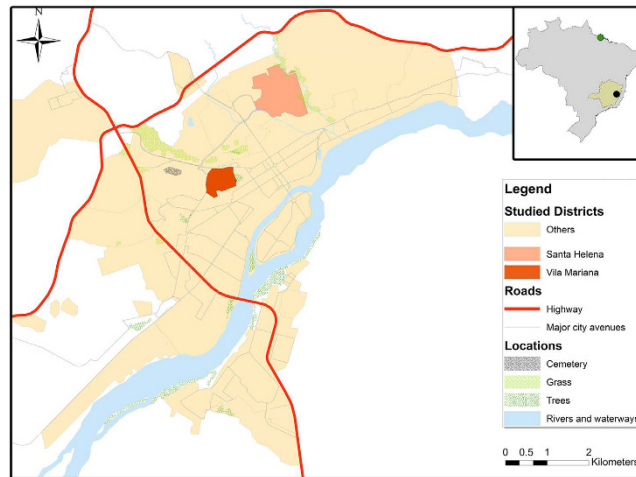 N
Legend
Studied Districts
Others
Santa Helena
Vila Mariana
Roads
Highway
Major city avenues
Locations
Cemetery
Grass
Trees
Rivers and waterways
0 0.5 1 2
Kilometers